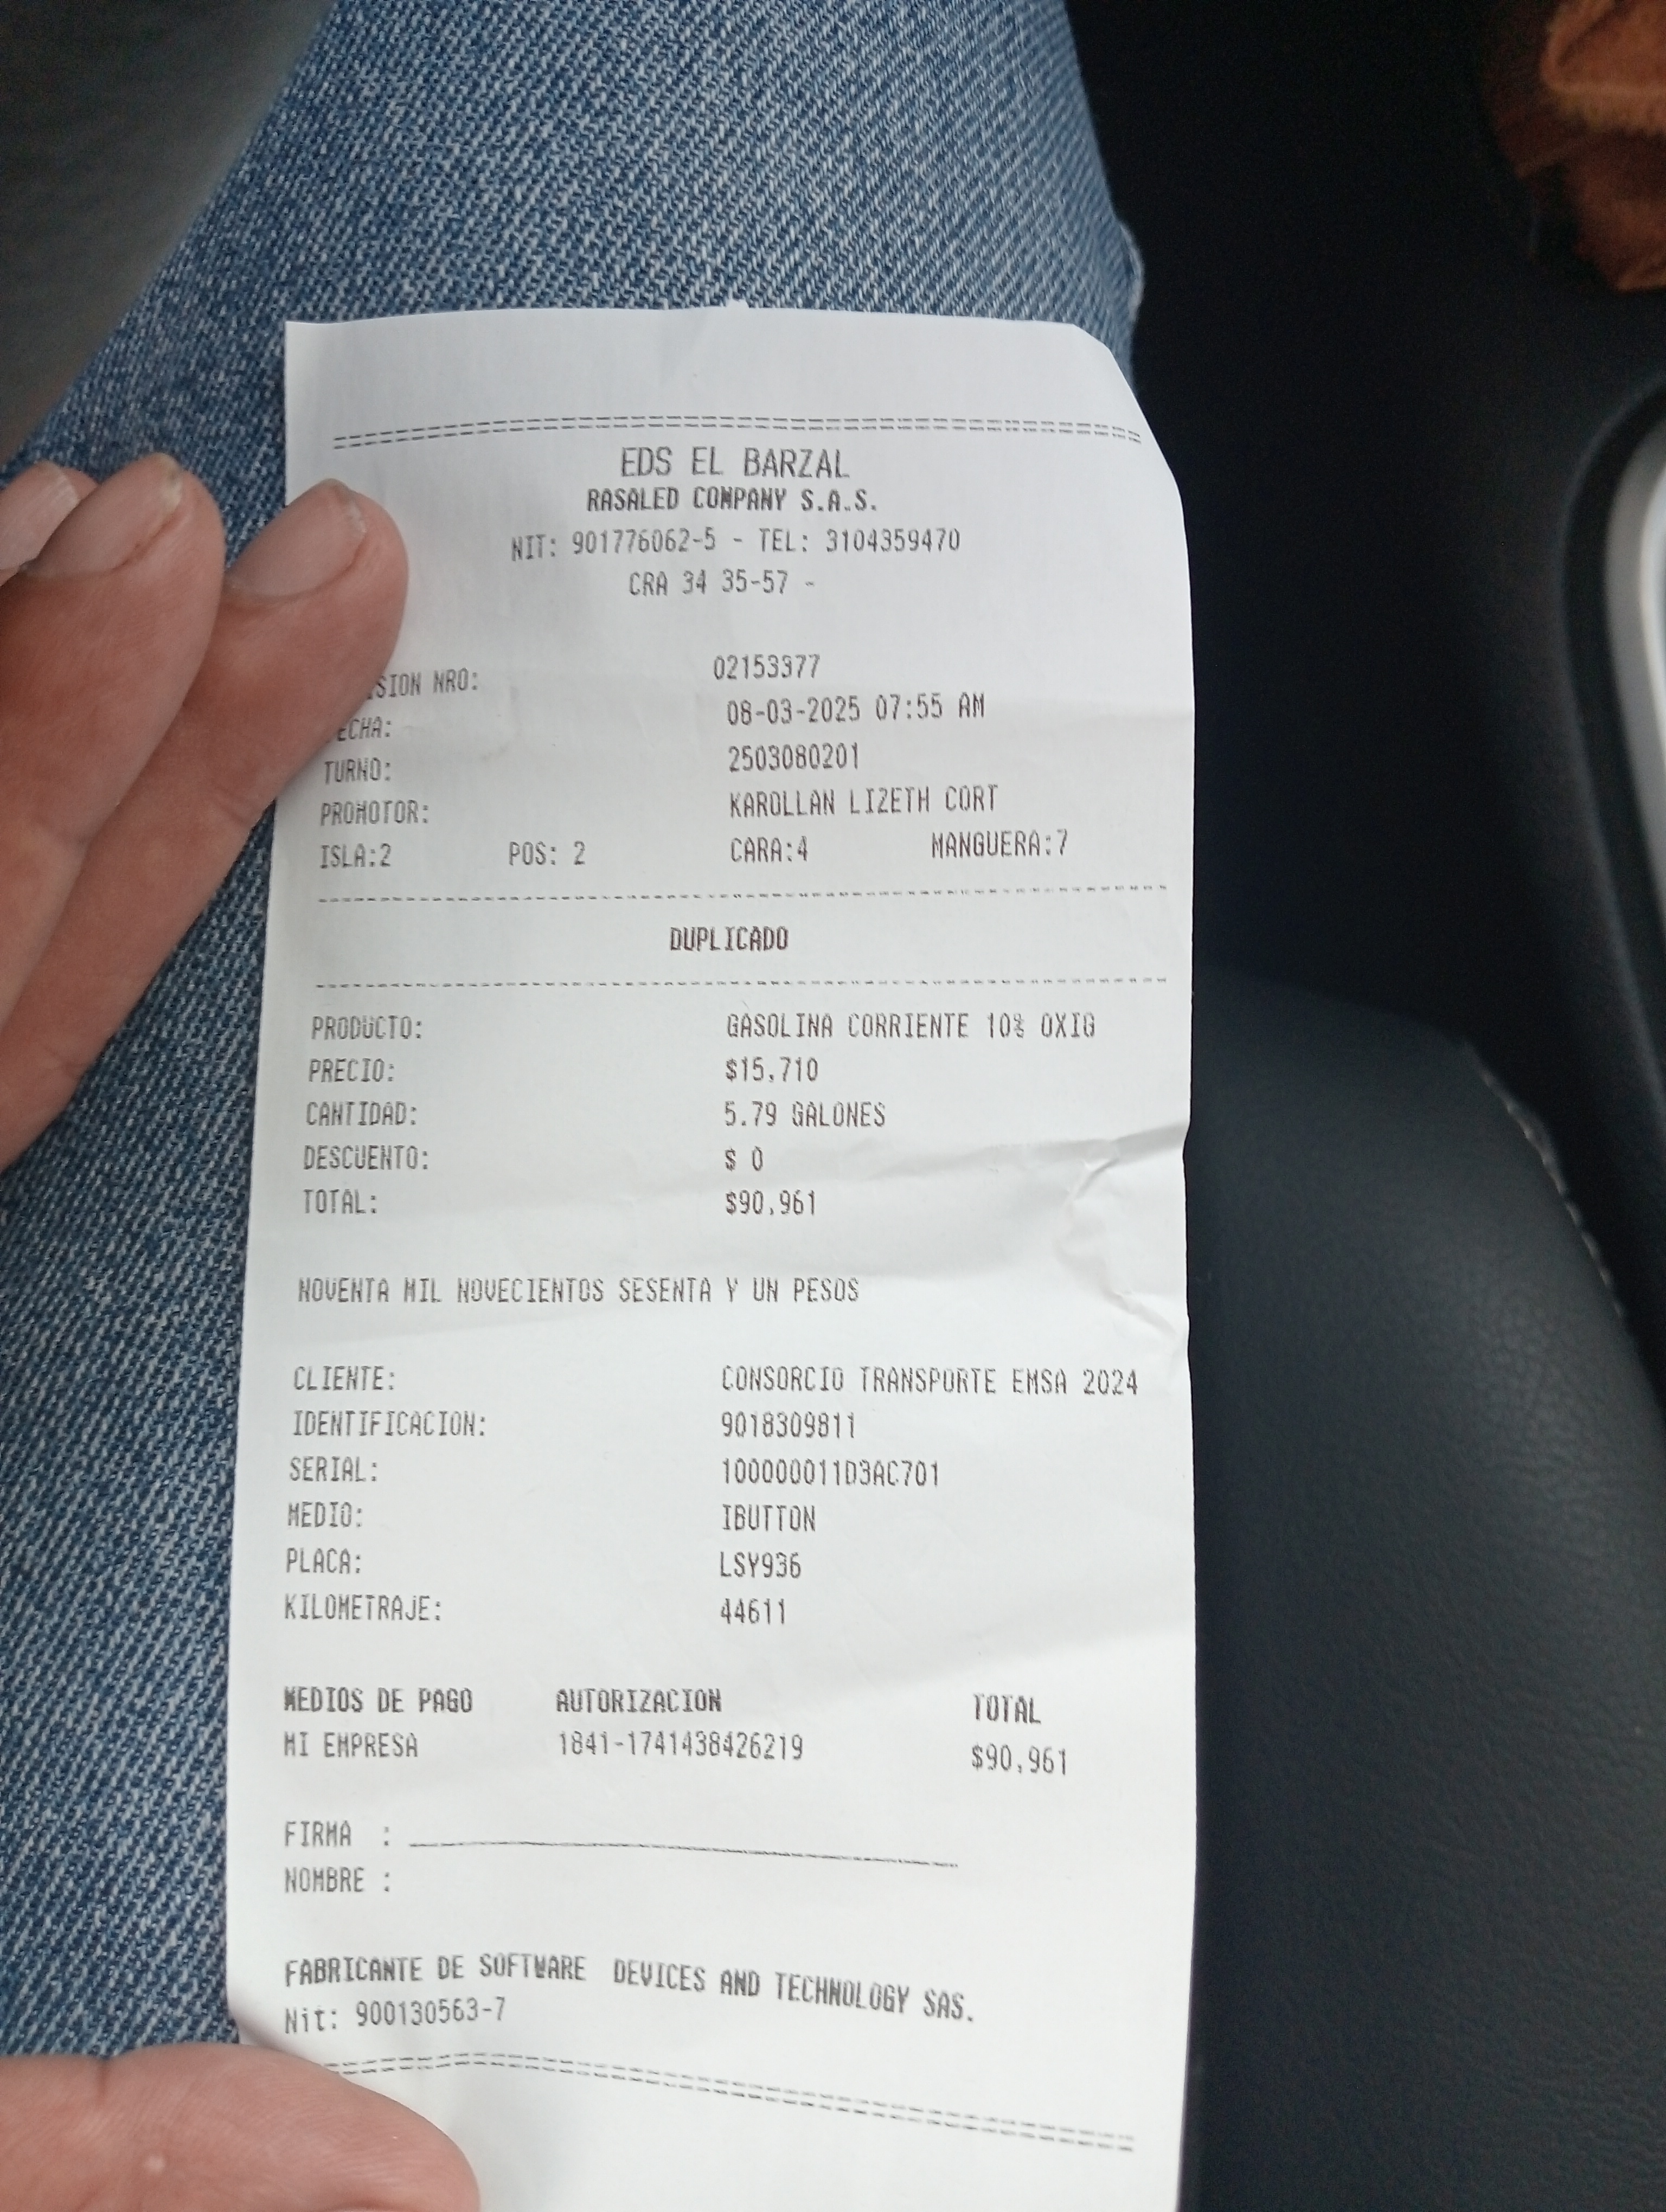 EDS EL BARZAL
RASALED COMPANY S.A.S.
NIT: 901776062-5 - TEL: 3104359470
CRA 34 35-57 -
SION NRO: 02153377
ECHA: 08-03-2025 07:55 AM
TURNO: 2503080201
PROMOTOR: KAROLLAN LIZETH CORT
ISLA:2 POS: 2 CARA:4 MANGUERA:7
DUPLICADO
PRODUCTO: GASOLINA CORRIENTE 10% OXIG
PRECIO: $15,710
CANTIDAD: 5.79 GALONES
DESCUENTO: $ 0
TOTAL: $90,961
NOVENTA MIL NOVECIENTOS SESENTA Y UN PESOS
CLIENTE: CONSORCIO TRANSPORTE EMSA 2024
IDENTIFICACION: 9018309811
SERIAL: 100000011D3AC701
MEDIO: IBUTTON
PLACA: LSY936
KILOMETRAJE: 44611
MEDIOS DE PAGO AUTORIZACION TOTAL
MI EMPRESA 1841-1741438426219 $90,961
FIRMA :
NOMBRE :
FABRICANTE DE SOFTWARE DEVICES AND TECHNOLOGY SAS.
Nit: 900130563-7